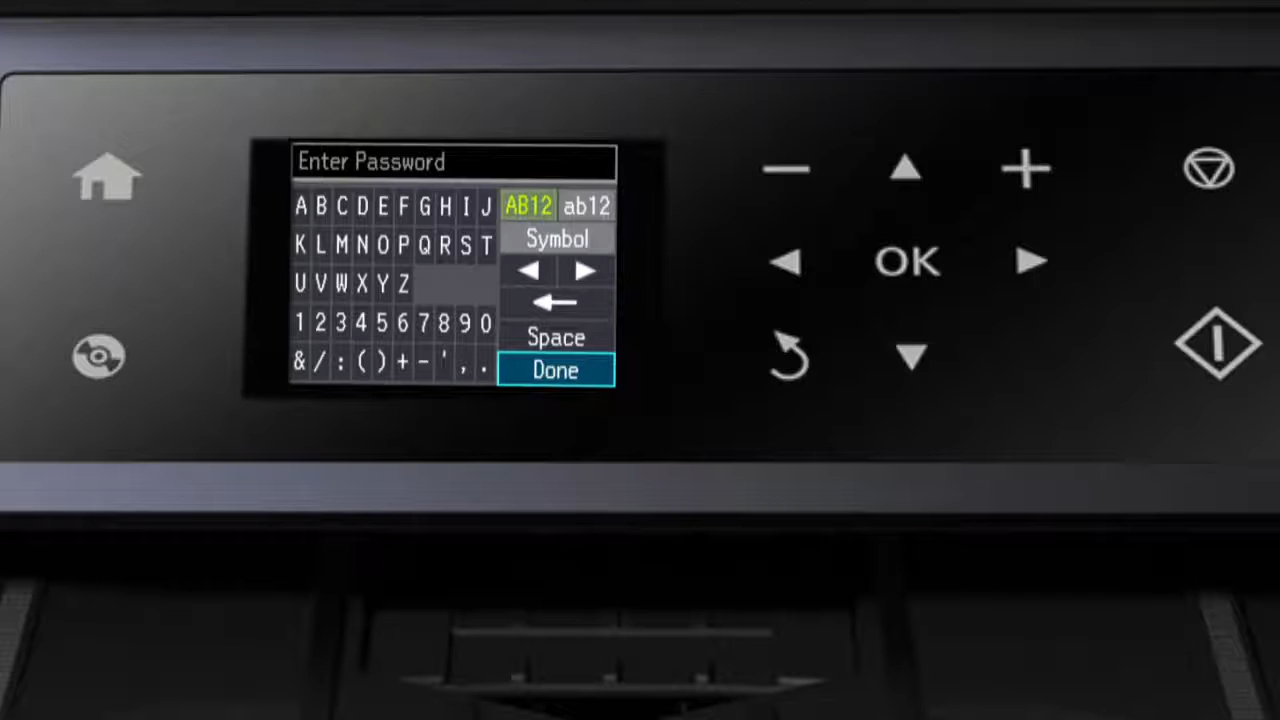 Enter Password
A B C D E F G H I J AB12 ab12
K L M N O P Q R S T Symbol
U V W X Y Z
1 2 3 4 5 6 7 8 9 0 Space
& / : ( ) + - ' , . Done
OK